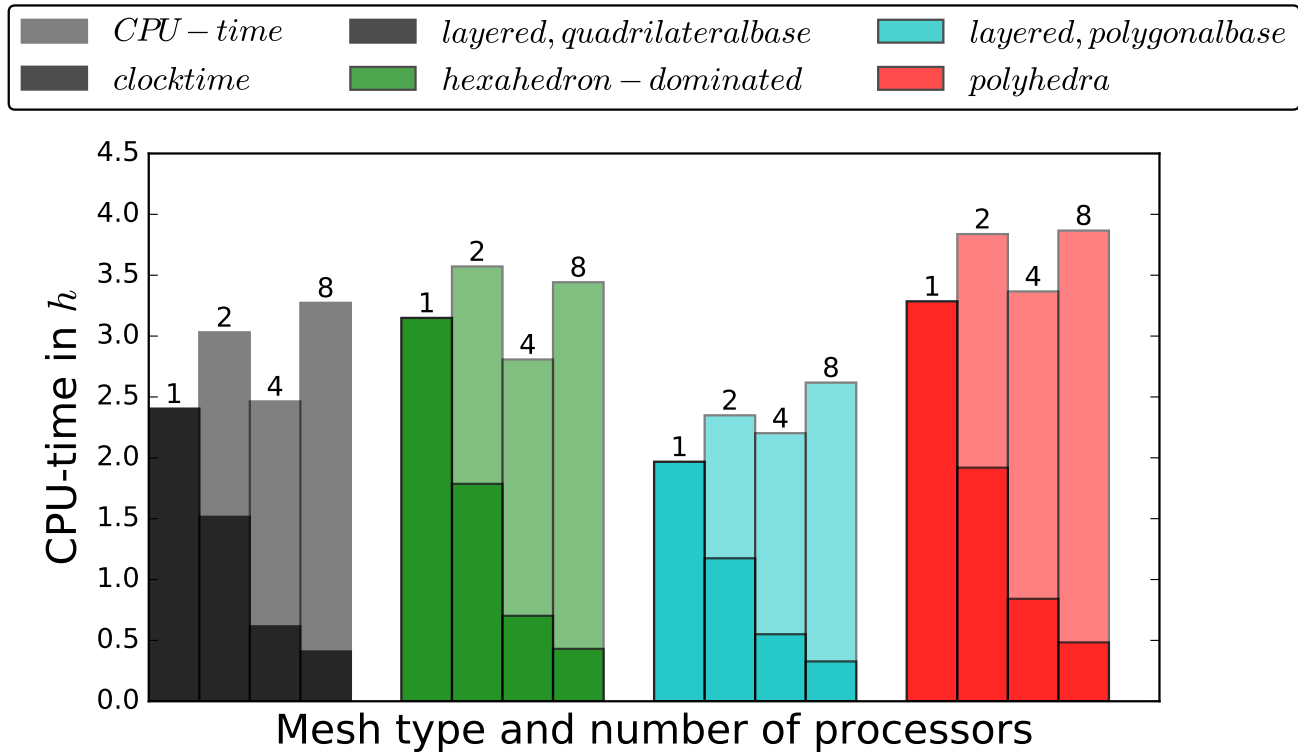 CPU − time layered, quadrilateralbase layered, polygonalbase
clocktime hexahedron − dominated polyhedra
4.5
4.0
3.5
3.0
2.5
2.0
1.5
1.0
0.5
0.0
CPU-time in h
1 2 4 8
1 2 4 8
1 2 4 8
1 2 4 8
Mesh type and number of processors